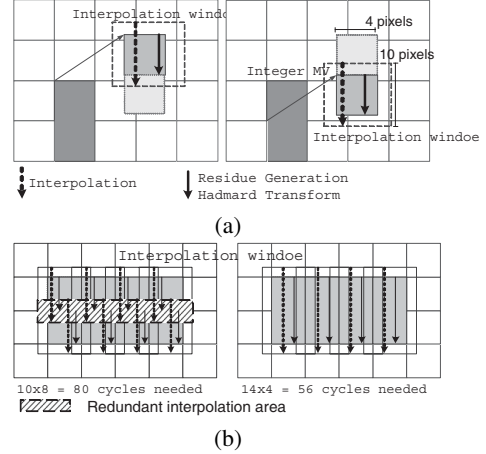 Interpolation windo
4 pixels
10 pixels
Integer MV
Interpolation windoe
Interpolation
Residue Generation
Hadmard Transform
(a)
Interpolation windoe
10x8 = 80 cycles needed
14x4 = 56 cycles needed
Redundant interpolation area
(b)